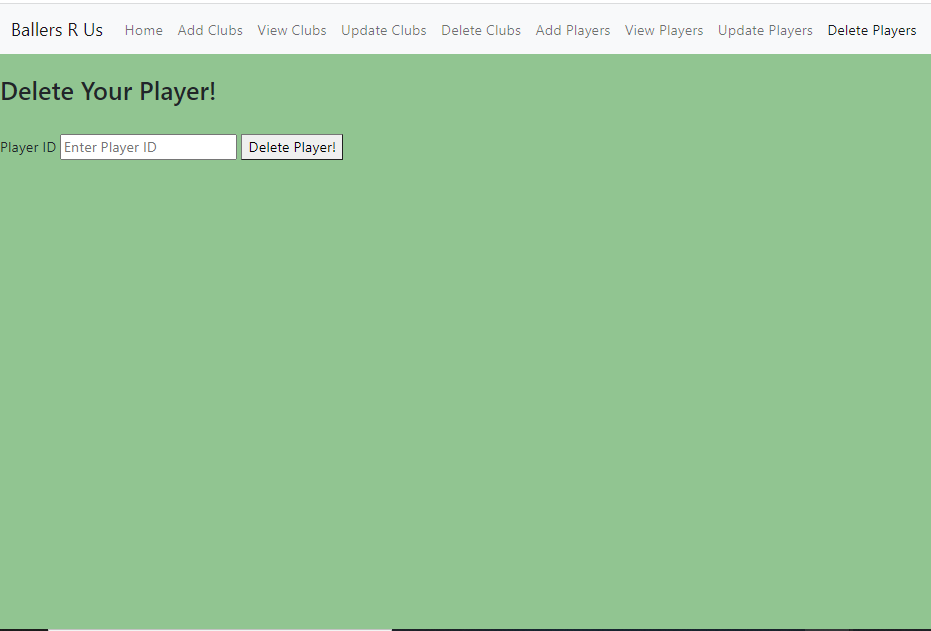 Ballers R Us Home Add Clubs View Clubs Update Clubs Delete Clubs Add Players View Players Update Players Delete Players
Delete Your Player!
Player ID Enter Player ID Delete Player!